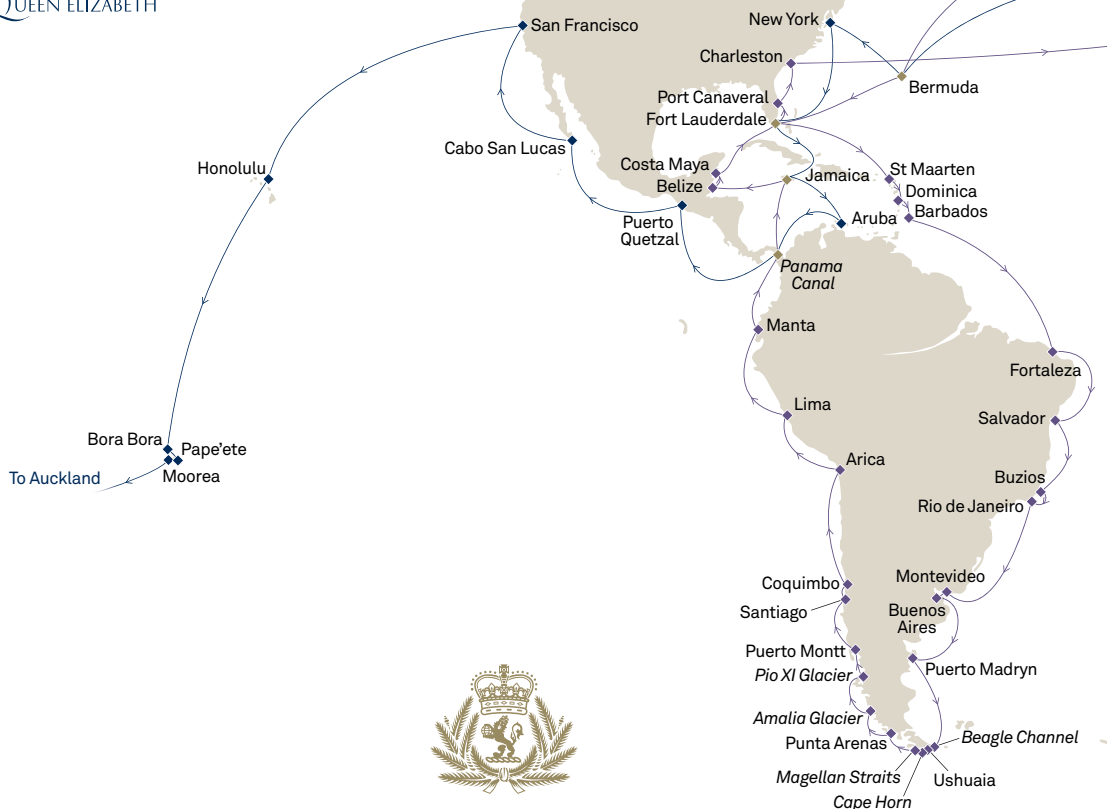 QUEEN ELIZABETH
San Francisco
New York
Charleston
Bermuda
Port Canaveral
Fort Lauderdale
Cabo San Lucas
Honolulu
Costa Maya
Belize
Jamaica
St Maarten
Dominica
Barbados
Puerto
Quetzal
Aruba
Panama
Canal
Manta
Fortaleza
Lima
Salvador
Bora Bora
Pape'ete
Moorea
To Auckland
Arica
Buzios
Rio de Janeiro
Coquimbo
Santiago
Montevideo
Buenos
Aires
Puerto Montt
Pio XI Glacier
Puerto Madryn
Amalia Glacier
Punta Arenas
Beagle Channel
Magellan Straits
Ushuaia
Cape Horn